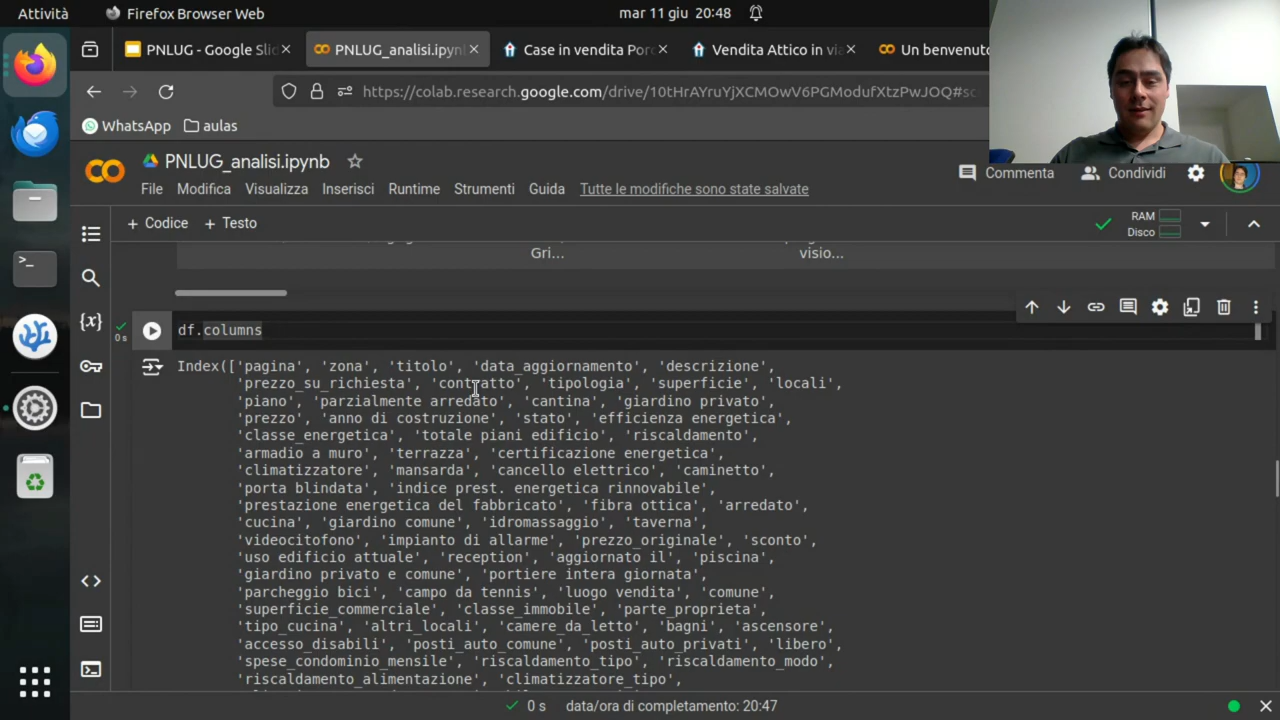 Attività
Firefox Browser Web
mar 11 giu 20:48
PNLUG - Google Slid
PNLUG_analisi.ipynl
Case in vendita Porc
Vendita Attico in via
Un benvenuto
https://colab.research.google.com/drive/10tHrAYruYjXCMOwV6PGModufXtzPwJOQ#sc
WhatsApp
aulas
PNLUG_analisi.ipynb
File Modifica Visualizza Inserisci Runtime Strumenti Guida Tutte le modifiche sono state salvate
Commenta
Condividi
+ Codice + Testo
RAM
Disco
Gri... visio...
{x}
0s
df.columns
Index(['pagina', 'zona', 'titolo', 'data_aggiornamento', 'descrizione',
'prezzo_su_richiesta', 'contratto', 'tipologia', 'superficie', 'locali',
'piano', 'parzialmente arredato', 'cantina', 'giardino privato',
'prezzo', 'anno di costruzione', 'stato', 'efficienza energetica',
'classe_energetica', 'totale piani edificio', 'riscaldamento',
'armadio a muro', 'terrazza', 'certificazione energetica',
'climatizzatore', 'mansarda', 'cancello elettrico', 'caminetto',
'porta blindata', 'indice prest. energetica rinnovabile',
'prestazione energetica del fabbricato', 'fibra ottica', 'arredato',
'cucina', 'giardino comune', 'idromassaggio', 'taverna',
'videocitofono', 'impianto di allarme', 'prezzo_originale', 'sconto',
'uso edificio attuale', 'reception', 'aggiornato il', 'piscina',
'giardino privato e comune', 'portiere intera giornata',
'parcheggio bici', 'campo da tennis', 'luogo vendita', 'comune',
'superficie_commerciale', 'classe_immobile', 'parte_proprieta',
'tipo_cucina', 'altri_locali', 'camere_da_letto', 'bagni', 'ascensore',
'accesso_disabili', 'posti_auto_comune', 'posti_auto_privati', 'libero',
'spese_condominio_mensile', 'riscaldamento_tipo', 'riscaldamento_modo',
'riscaldamento_alimentazione', 'climatizzatore_tipo',
0 s data/ora di completamento: 20:47